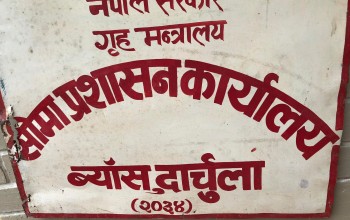 नेपाल सरकार
गृह मन्त्रालय
सीमा प्रशासन कार्यालय
ब्याँस, दार्चुला
(२०३४)